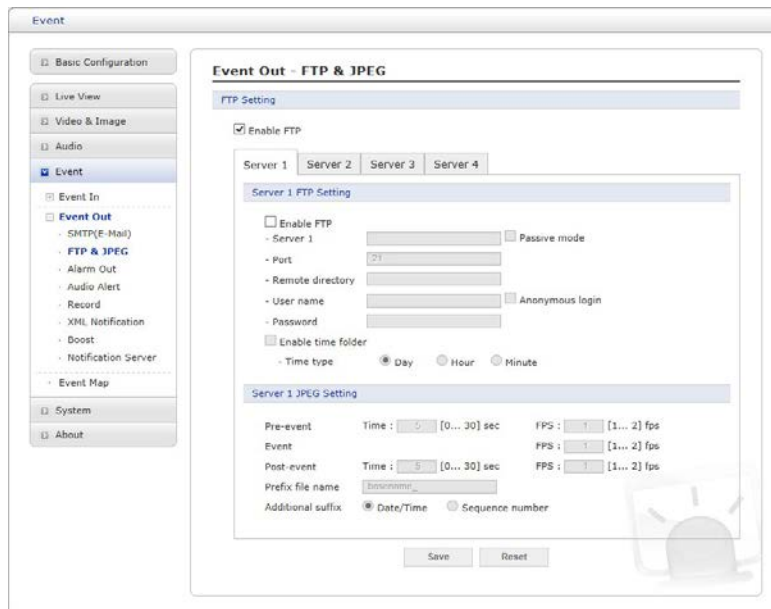 Event
Basic Configuration
Live View
Video & Image
Audio
Event
Event In
Event Out
SMTP(E-Mail)
FTP & JPEG
Alarm Out
Audio Alert
Record
XML Notification
Boost
Notification Server
Event Map
System
About
Event Out - FTP & JPEG
FTP Setting
Enable FTP
Server 1 Server 2 Server 3 Server 4
Server 1 FTP Setting
Enable FTP
- Server 1 Passive mode
- Port 21
- Remote directory
- User name Anonymous login
- Password
Enable time folder
- Time type Day Hour Minute
Server 1 JPEG Setting
Pre-event Time : 5 [0... 30] sec FPS : 1 [1... 2] fps
Event FPS : 1 [1... 2] fps
Post-event Time : 5 [0... 30] sec FPS : 1 [1... 2] fps
Prefix file name basename_
Additional suffix Date/Time Sequence number
Save Reset